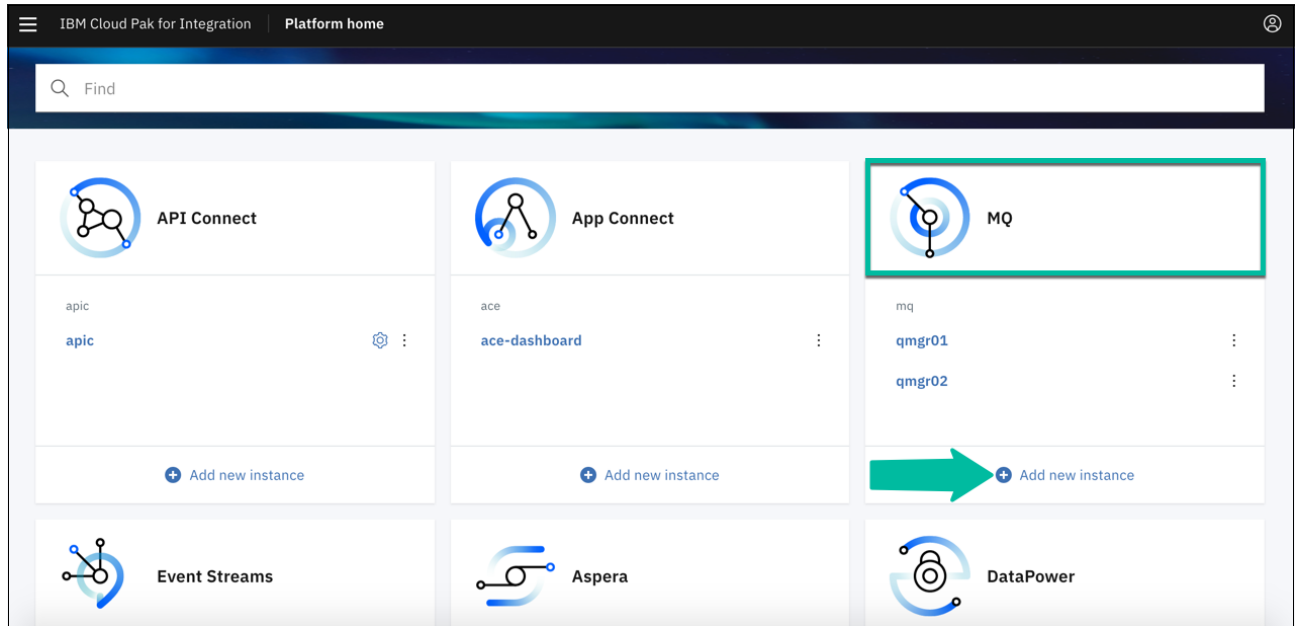 IBM Cloud Pak for Integration Platform home
Find
API Connect
apic
apic
Add new instance
App Connect
ace
ace-dashboard
Add new instance
MQ
mq
qmgr01
qmgr02
Add new instance
Event Streams
Aspera
DataPower